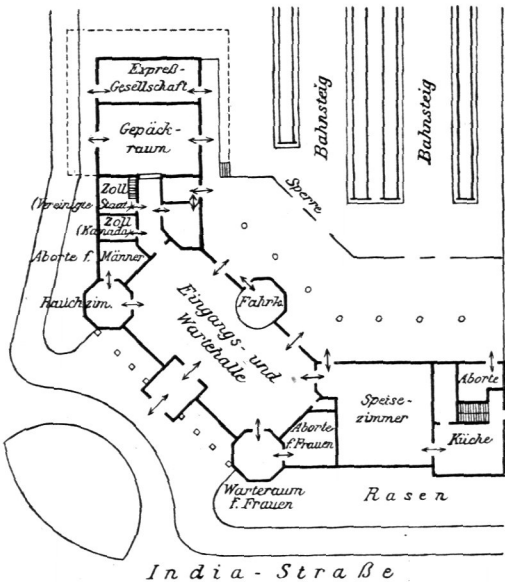 Expreß-
Gesellschaft
Gepäck-
raum
Bahnsteig
Bahnsteig
Zoll
(Vereinigte Staat.)
Zoll
(Kanada)
Sperre
Aborte f. Männer
Rauchzim.
Fahrk.
Eingangs- und
Wartehalle
Speise-
zimmer
Aborte
Küche
Aborte
f. Frauen
Warteraum
f. Frauen
Rasen
India-Straße